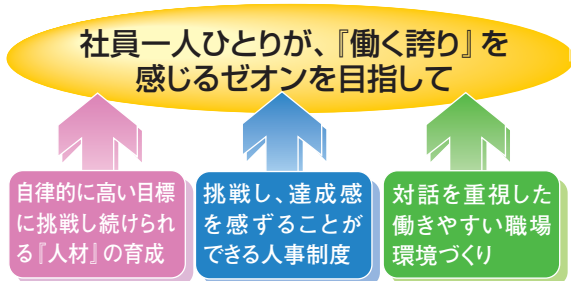 社員一人ひとりが、『働く誇り』を
感じるゼオンを目指して
自律的に高い目標
に挑戦し続けられ
る『人材』の育成
挑戦し、達成感
を感ずることが
できる人事制度
対話を重視した
働きやすい職場
環境づくり